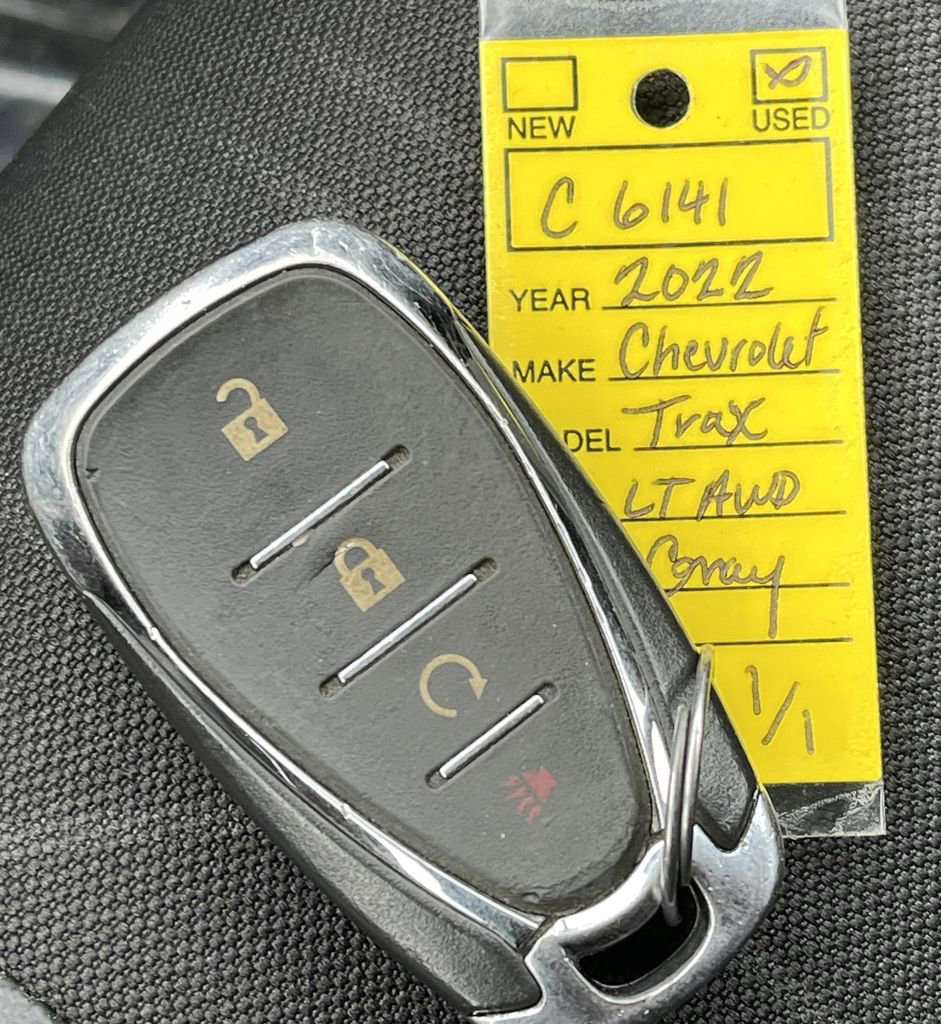 NEW USED
C 6141
YEAR 2022
MAKE Chevrolet
DEL Trax
LT AWD
Gray
1/1